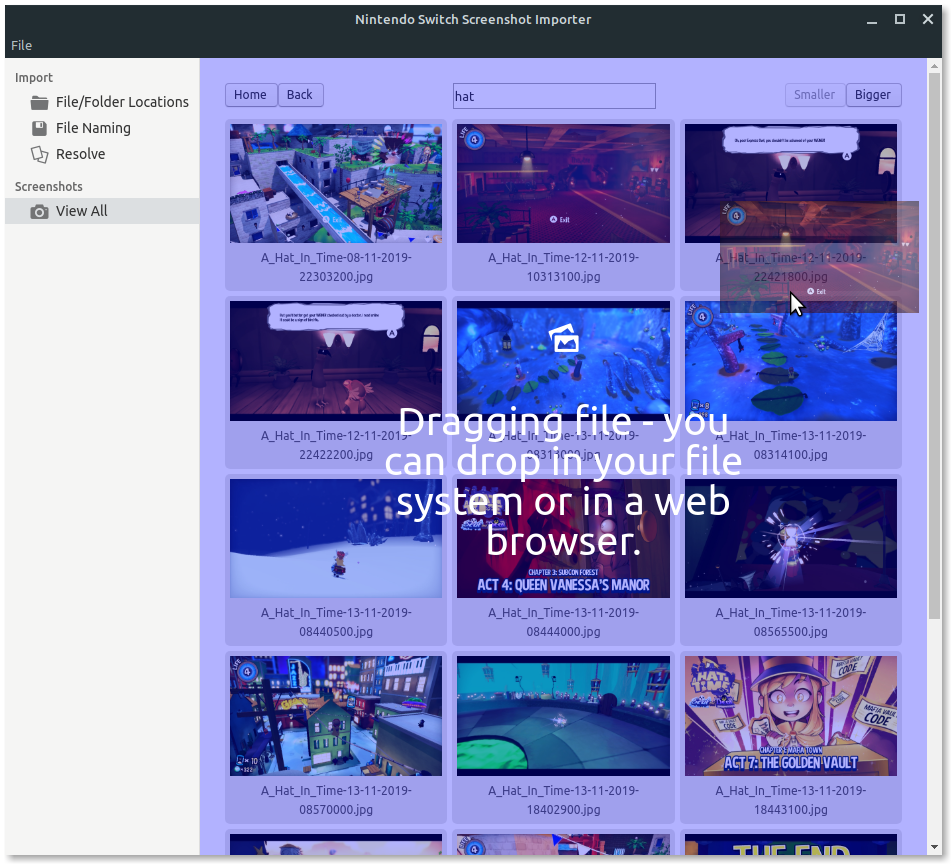 Nintendo Switch Screenshot Importer
File
Import
File/Folder Locations
File Naming
Resolve
Screenshots
View All
Home
Back
hat
Smaller
Bigger
A_Hat_In_Time-08-11-2019-
22303200.jpg
A_Hat_In_Time-12-11-2019-
10313100.jpg
A_Hat_In_Time-12-11-2019-
22421800.jpg
A_Hat_In_Time-12-11-2019-
22422200.jpg
A_Hat_In_Time-13-11-2019-
A_Hat_In_Time-13-11-2019-
08314100.jpg
Dragging file - you
can drop in your file
system or in a web
browser.
LIFE
4
Exit
CHAPTER 3: SUBCON FOREST
ACT 4: QUEEN VANESSA'S MANOR
A_Hat_In_Time-13-11-2019-
08440500.jpg
A_Hat_In_Time-13-11-2019-
08444000.jpg
A_Hat_In_Time-13-11-2019-
08565500.jpg
MAFIA VAULT
CODE
CHAPTER 1: MAFIA TOWN
ACT 7: THE GOLDEN VAULT
A_Hat_In_Time-13-11-2019-
08570000.jpg
A_Hat_In_Time-13-11-2019-
18402900.jpg
A_Hat_In_Time-13-11-2019-
18443100.jpg
THE END